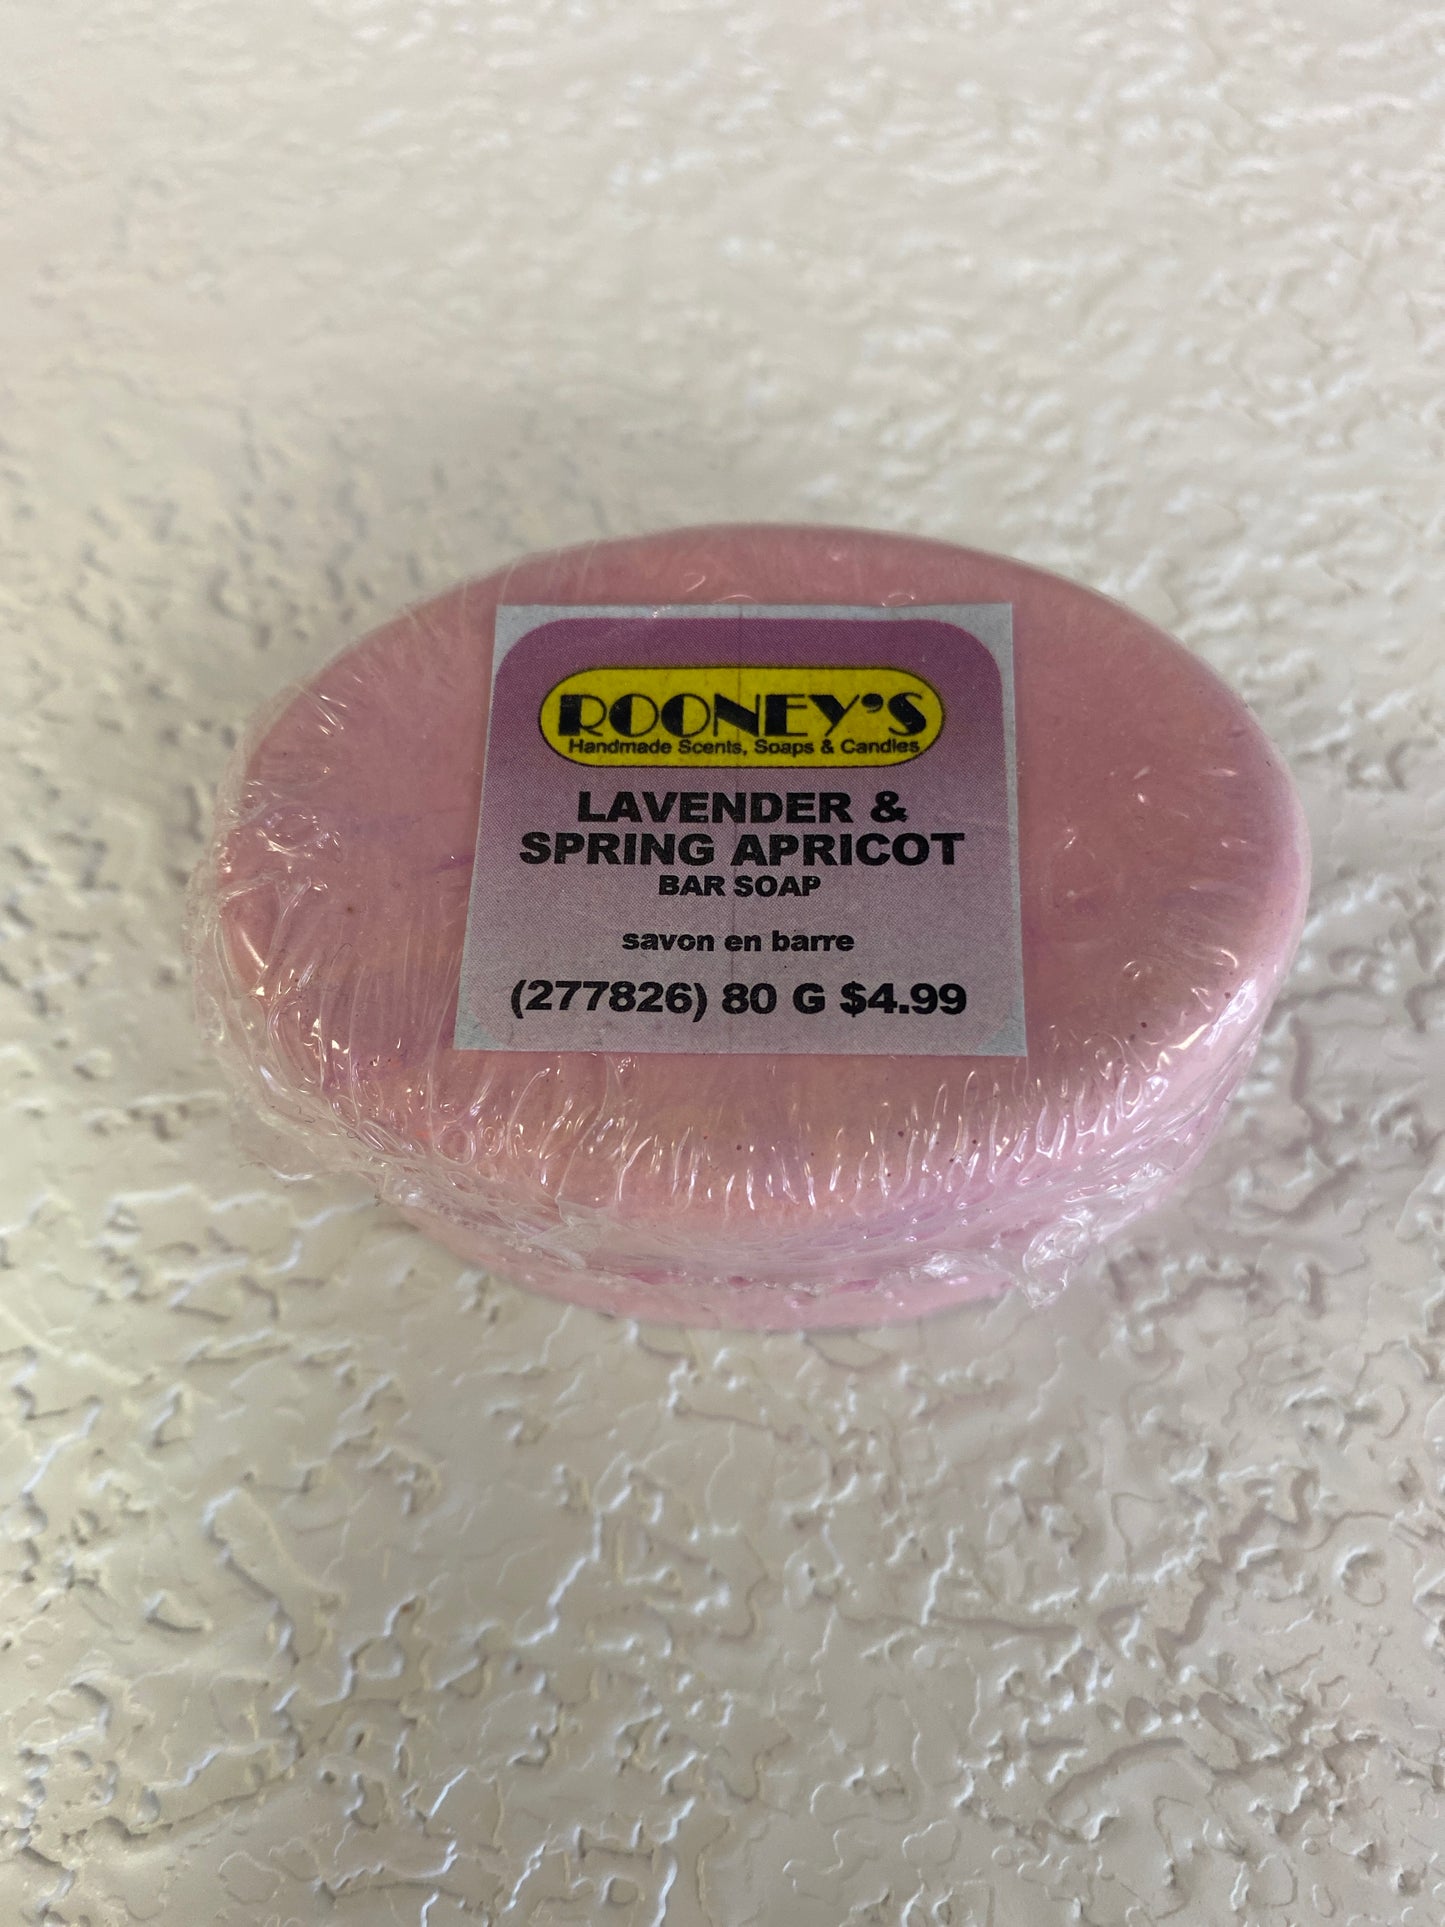 ROONEY'S
Handmade Scents, Soaps & Candles
LAVENDER &
SPRING APRICOT
BAR SOAP
savon en barre
(277826) 80 G $4.99